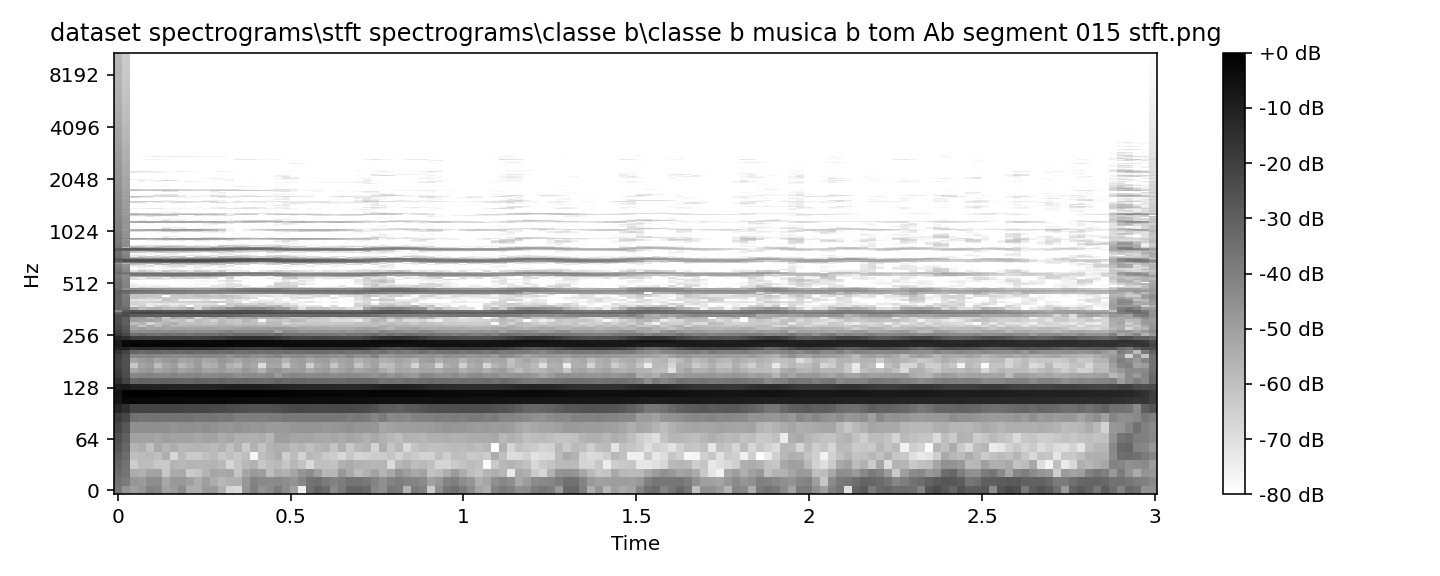 dataset spectrograms\stft spectrograms\classe b\classe b musica b tom Ab segment 015 stft.png
8192
4096
2048
1024
512
256
128
64
0
Hz
0
0.5
1
1.5
2
2.5
3
Time
+0 dB
-10 dB
-20 dB
-30 dB
-40 dB
-50 dB
-60 dB
-70 dB
-80 dB